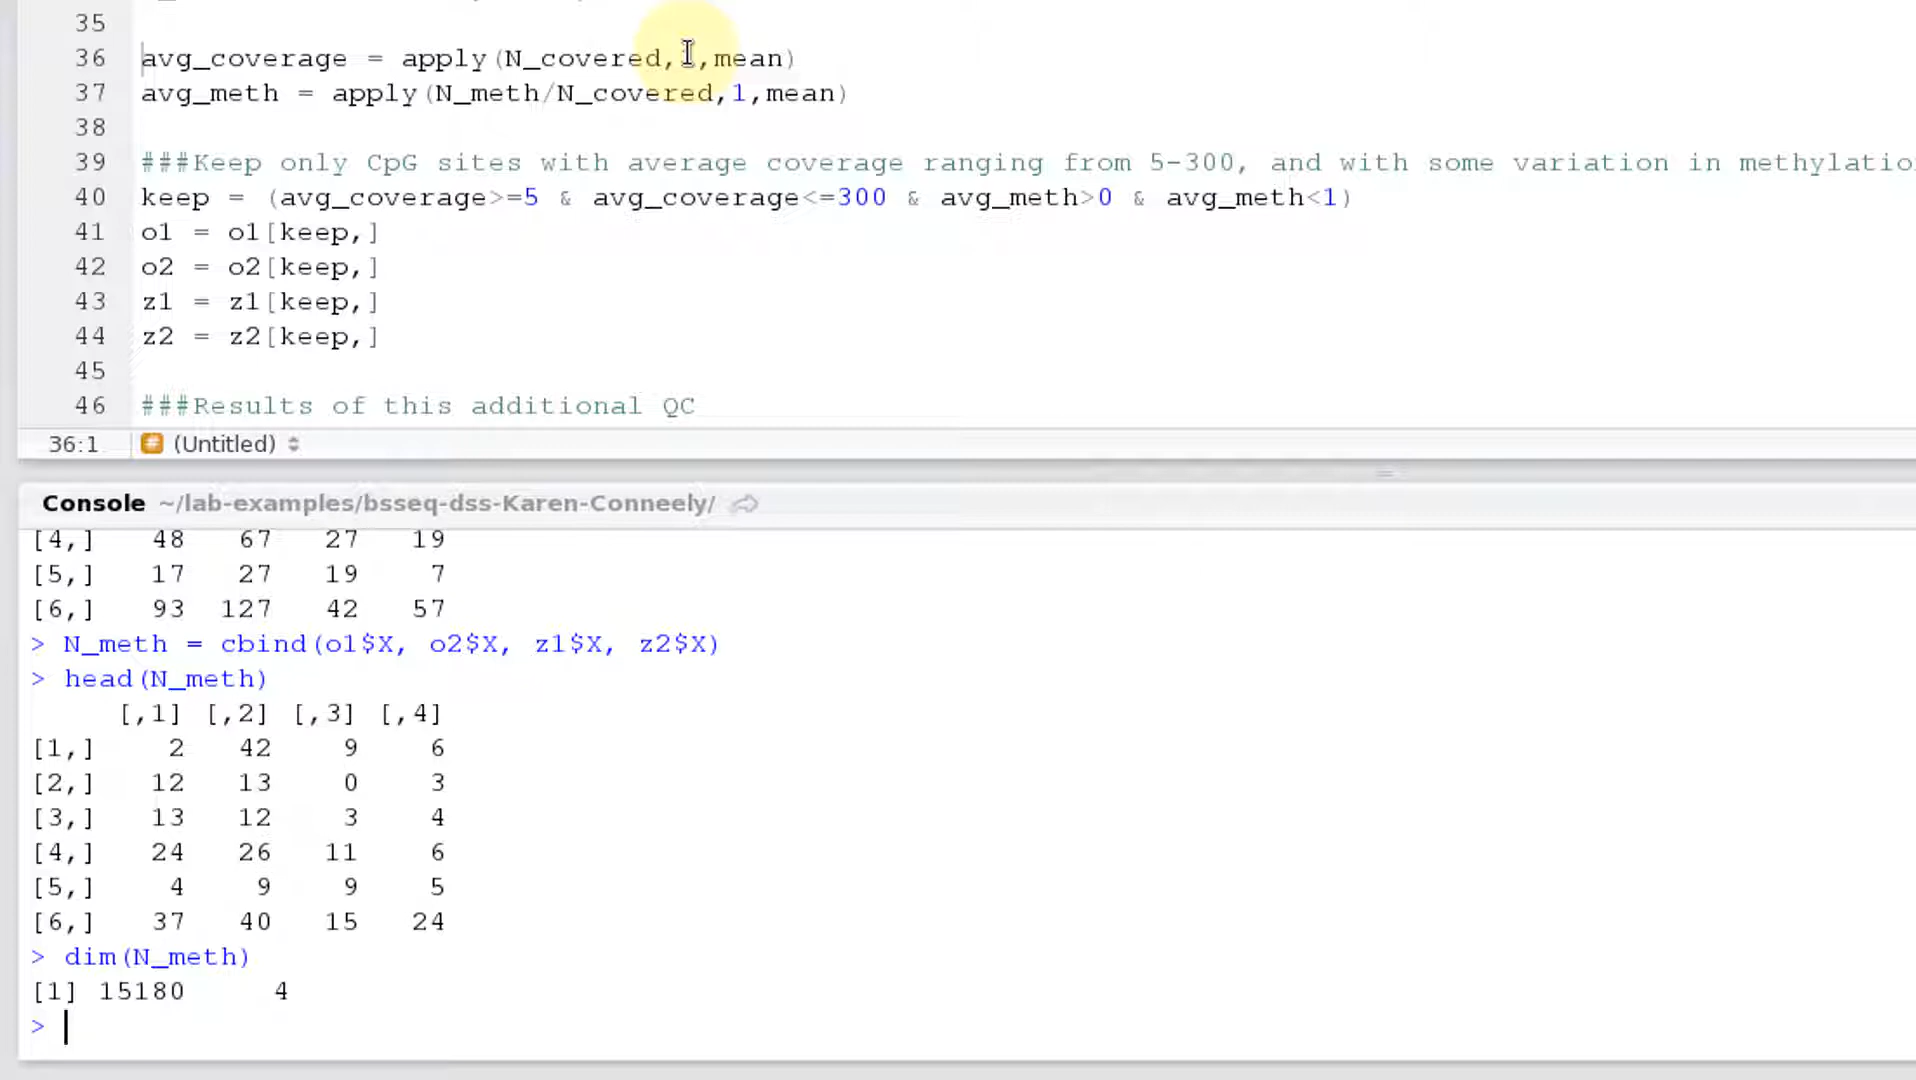 35
36 avg_coverage = apply(N_covered, ,mean)
37 avg_meth = apply(N_meth/N_covered,1,mean)
38
39 ###Keep only CpG sites with average coverage ranging from 5-300, and with some variation in methylatio
40 keep = (avg_coverage>=5 & avg_coverage<=300 & avg_meth>0 & avg_meth<1)
41 o1 = o1[keep,]
42 o2 = o2[keep,]
43 z1 = z1[keep,]
44 z2 = z2[keep,]
45
46 ###Results of this additional QC
36:1 (Untitled)
Console ~/lab-examples/bsseq-dss-Karen-Conneely/
[4,] 48 67 27 19
[5,] 17 27 19 7
[6,] 93 127 42 57
> N_meth = cbind(o1$X, o2$X, z1$X, z2$X)
> head(N_meth)
[,1] [,2] [,3] [,4]
[1,] 2 42 9 6
[2,] 12 13 0 3
[3,] 13 12 3 4
[4,] 24 26 11 6
[5,] 4 9 9 5
[6,] 37 40 15 24
> dim(N_meth)
[1] 15180 4
>